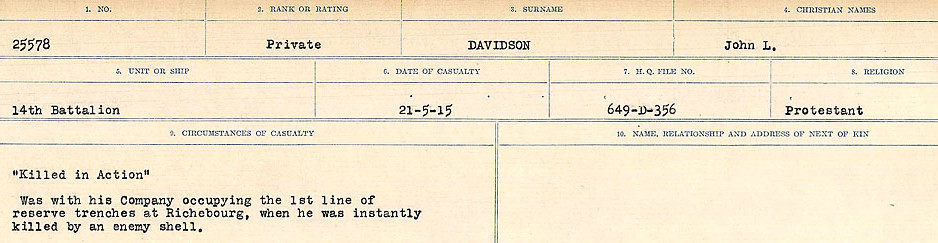 1. NO. 2. RANK OR RATING 3. SURNAME 4. CHRISTIAN NAMES
25578 Private DAVIDSON John L.
5. UNIT OR SHIP 6. DATE OF CASUALTY 7. H. Q. FILE NO. 8. RELIGION
14th Battalion 21-5-15 649-D-356 Protestant
9. CIRCUMSTANCES OF CASUALTY 10. NAME, RELATIONSHIP AND ADDRESS OF NEXT OF KIN
"Killed in Action"
Was with his Company occupying the 1st line of
reserve trenches at Richebourg, when he was instantly
killed by an enemy shell.